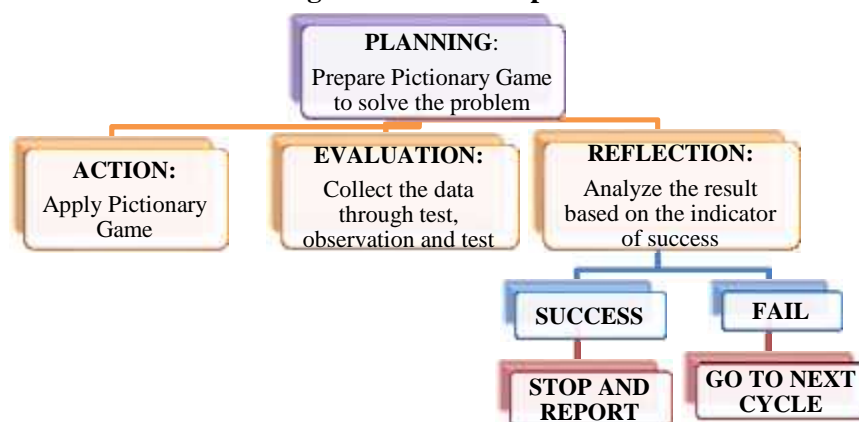 PLANNING:
Prepare Pictionary Game
to solve the problem
ACTION:
Apply Pictionary
Game
EVALUATION:
Collect the data
through test,
observation and test
REFLECTION:
Analyze the result
based on the indicator
of success
SUCCESS
FAIL
STOP AND
REPORT
GO TO NEXT
CYCLE